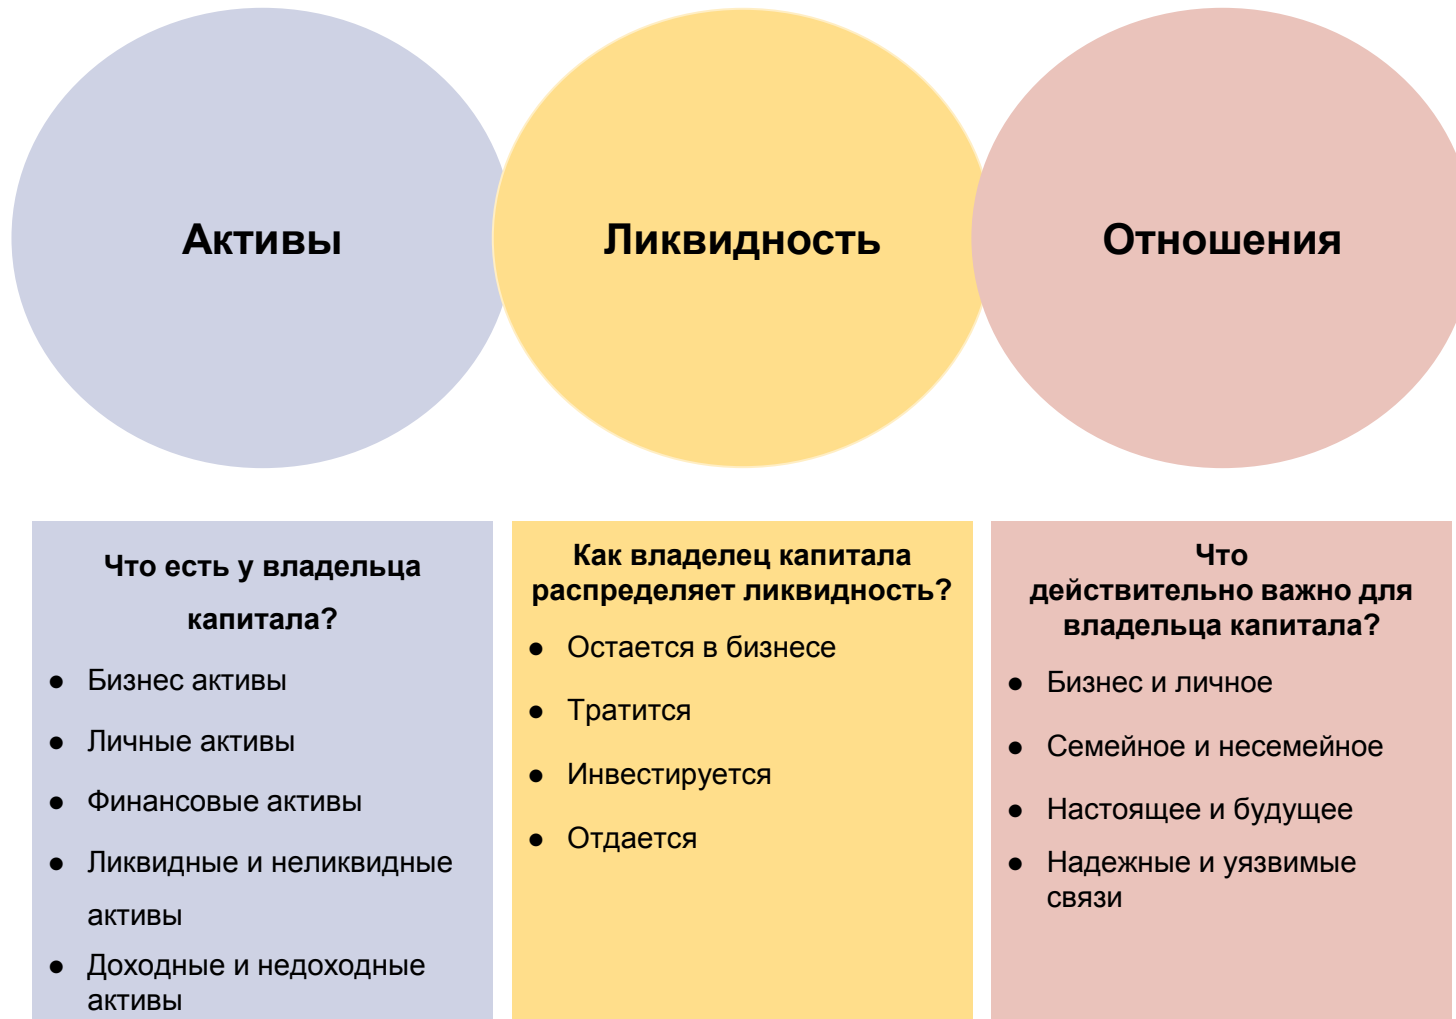 Активы
Ликвидность
Отношения
Что есть у владельца
капитала?
● Бизнес активы
● Личные активы
● Финансовые активы
● Ликвидные и неликвидные
активы
● Доходные и недоходные
активы
Как владелец капитала
распределяет ликвидность?
● Остается в бизнесе
● Тратится
● Инвестируется
● Отдается
Что
действительно важно для
владельца капитала?
● Бизнес и личное
● Семейное и несемейное
● Настоящее и будущее
● Надежные и уязвимые
связи